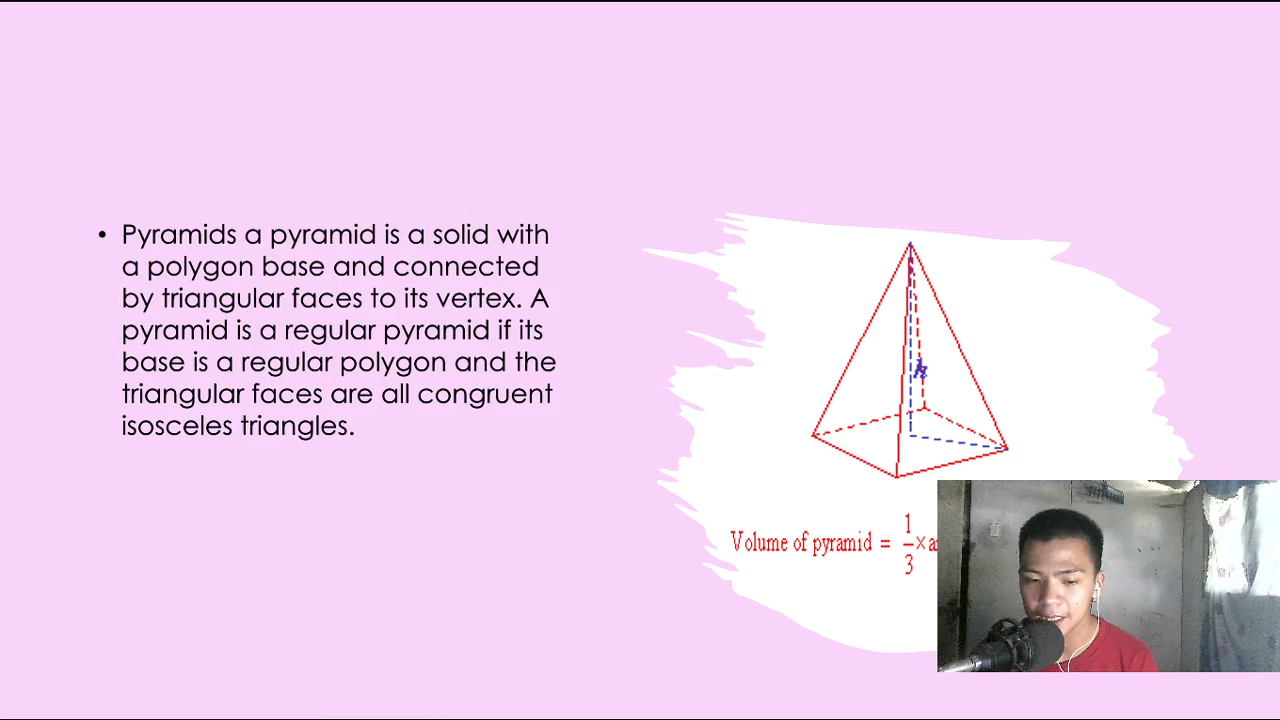 • Pyramids a pyramid is a solid with
a polygon base and connected
by triangular faces to its vertex. A
pyramid is a regular pyramid if its
base is a regular polygon and the
triangular faces are all congruent
isosceles triangles.
h
Volume of pyramid = 1/3 ×